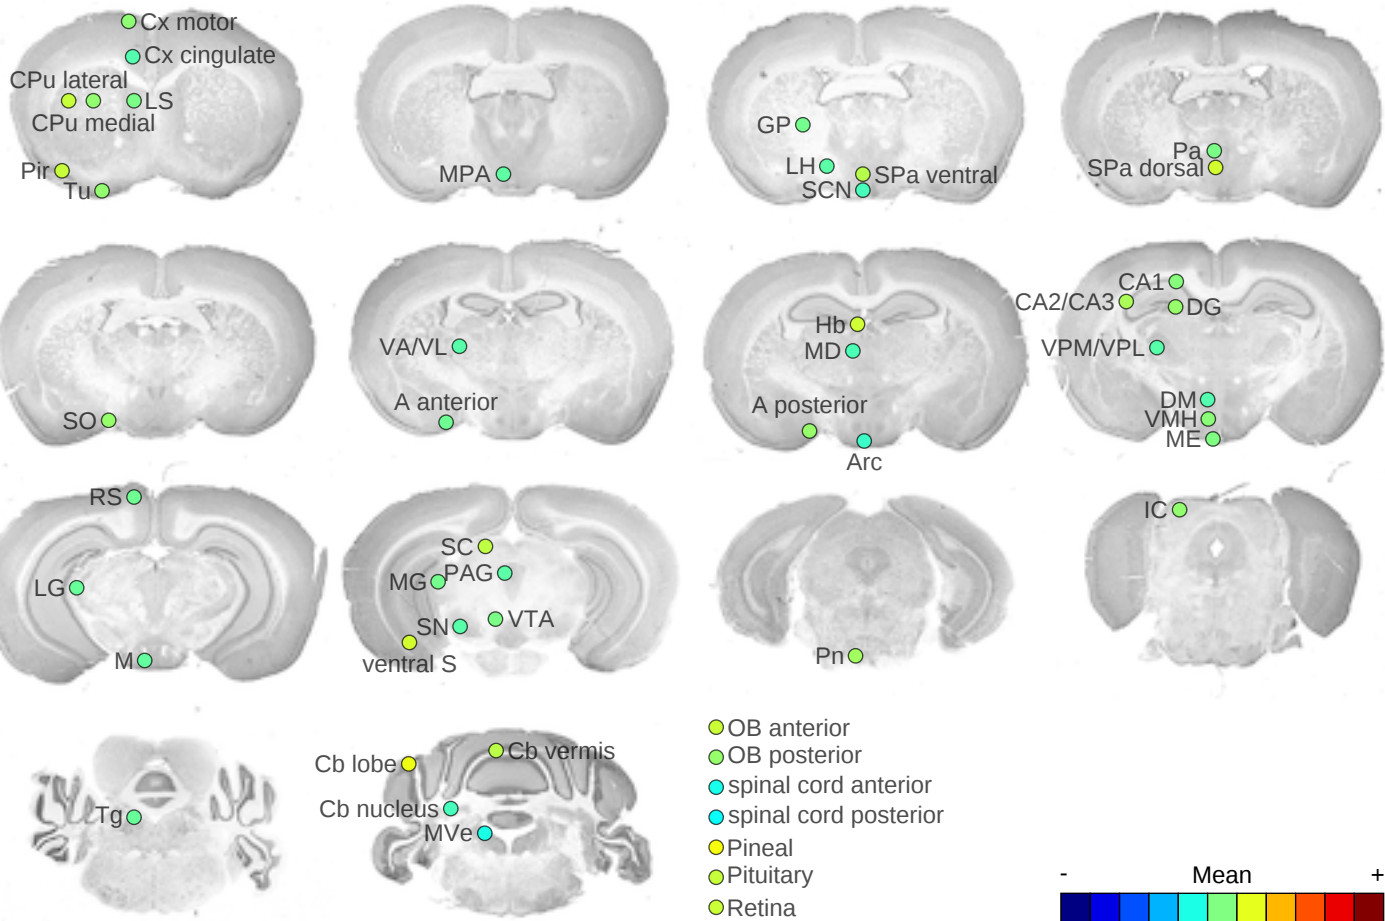 Cx motor
Cx cingulate
CPu lateral
LS
CPu medial
Pir
Tu
MPA
GP
LH
SPa ventral
SCN
Pa
SPa dorsal
SO
VA/VL
A anterior
Hb
MD
A posterior
Arc
CA1
CA2/CA3
DG
VPM/VPL
DM
VMH
ME
RS
LG
M
SC
MG
PAG
SN
VTA
ventral S
Pn
IC
Tg
Cb lobe
Cb vermis
Cb nucleus
MVe
OB anterior
OB posterior
spinal cord anterior
spinal cord posterior
Pineal
Pituitary
Retina
- Mean +